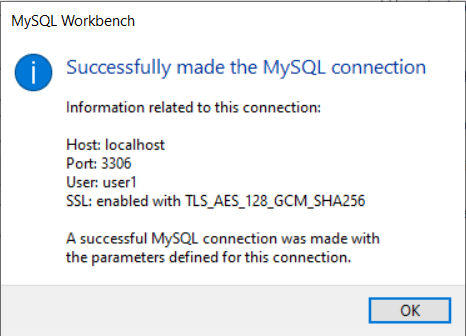 MySQL Workbench
Successfully made the MySQL connection
Information related to this connection:
Host: localhost
Port: 3306
User: user1
SSL: enabled with TLS_AES_128_GCM_SHA256
A successful MySQL connection was made with
the parameters defined for this connection.
OK